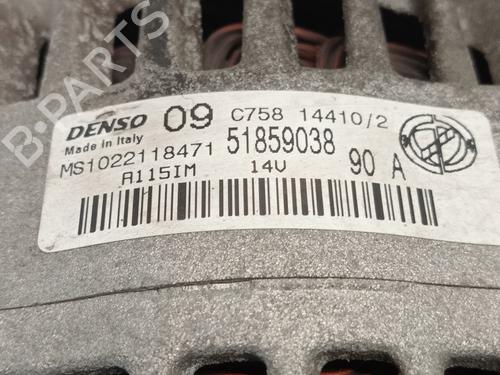 DENSO 09 C758 14410/2
Made in Italy
MS1022118471 51859038
A115IM 14V 90 A
B-PARTS